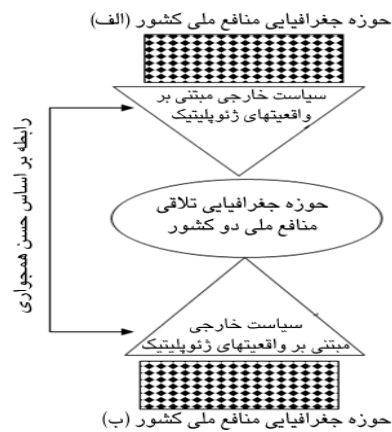 حوزه جغرافیایی منافع ملی کشور (الف)
سیاست خارجی مبتنی بر
واقعیتهای ژئوپلیتیک
رابطه بر اساس حسن همجواری
حوزه جغرافیایی تلاقی
منافع ملی دو کشور
سیاست خارجی
مبتنی بر واقعیتهای ژئوپلیتیک
حوزه جغرافیایی منافع ملی کشور (ب)